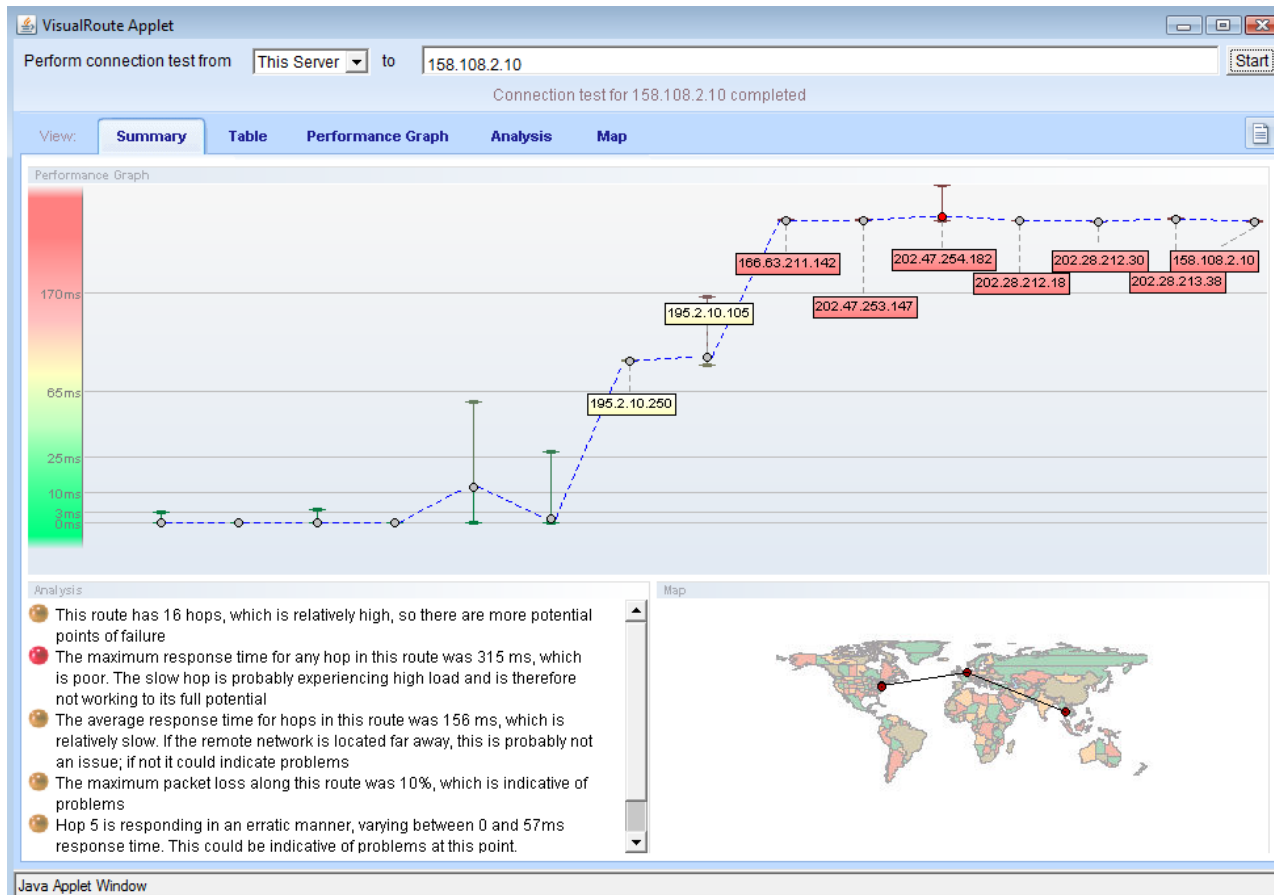 VisualRoute Applet
Perform connection test from This Server to 158.108.2.10 Start
Connection test for 158.108.2.10 completed
View: Summary Table Performance Graph Analysis Map
Performance Graph
170ms
65ms
25ms
10ms
3ms
0ms
195.2.10.250
195.2.10.105
166.63.211.142
202.47.253.147
202.47.254.182
202.28.212.18
202.28.212.30
202.28.213.38
158.108.2.10
Analysis
This route has 16 hops, which is relatively high, so there are more potential
points of failure
The maximum response time for any hop in this route was 315 ms, which
is poor. The slow hop is probably experiencing high load and is therefore
not working to its full potential
The average response time for hops in this route was 156 ms, which is
relatively slow. If the remote network is located far away, this is probably not
an issue; if not it could indicate problems
The maximum packet loss along this route was 10%, which is indicative of
problems
Hop 5 is responding in an erratic manner, varying between 0 and 57ms
response time. This could be indicative of problems at this point.
Map
Java Applet Window